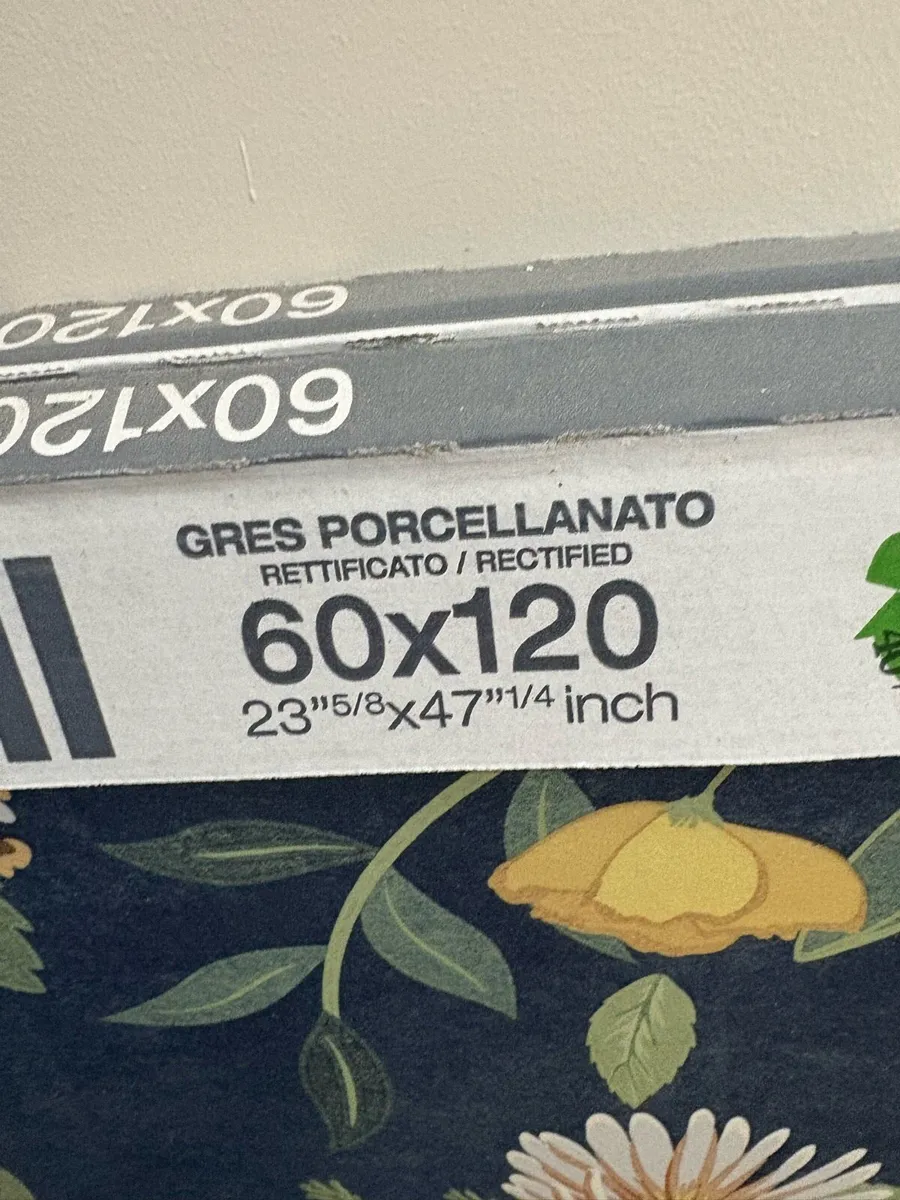 60x120
60x120
GRES PORCELLANATO
RETTIFICATO / RECTIFIED
60x120
23”5/8x47”1/4 inch